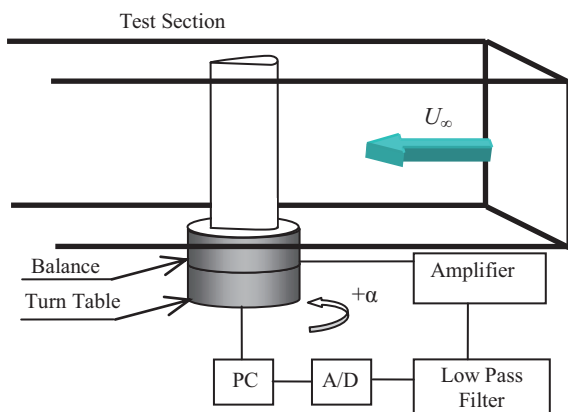 Test Section
U∞
Balance
Amplifier
Turn Table
+α
PC
A/D
Low Pass
Filter